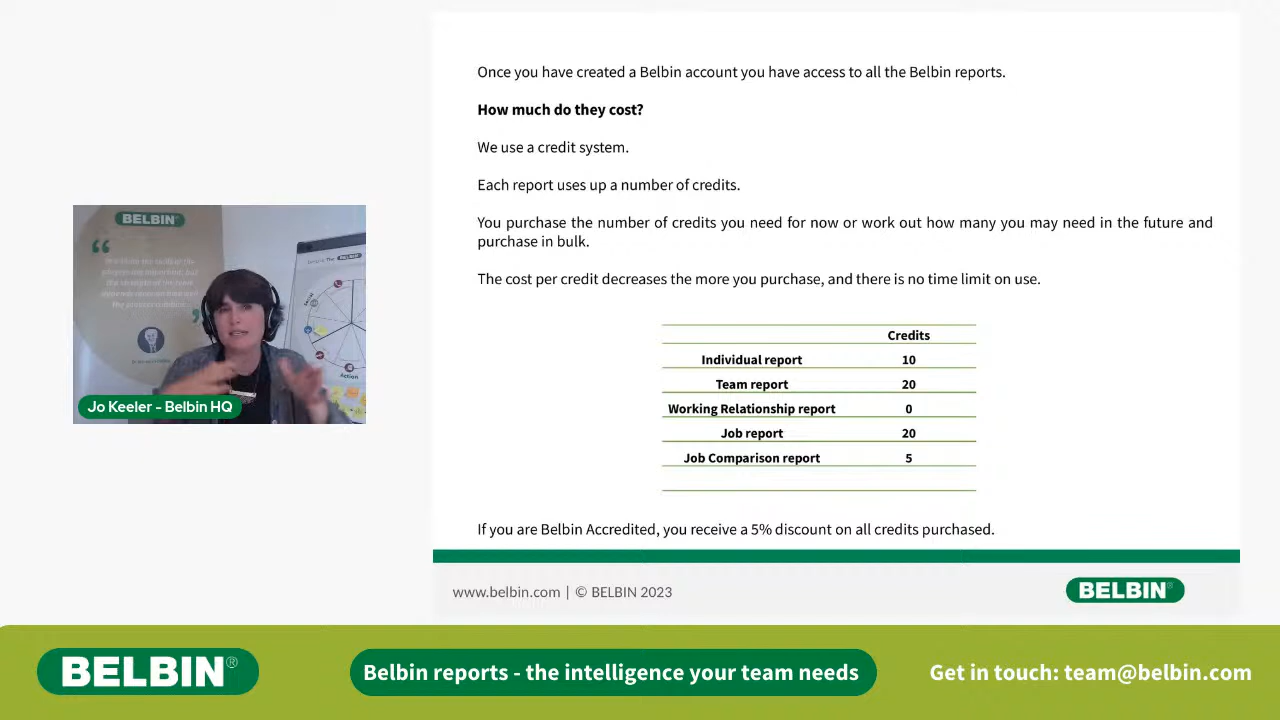 Once you have created a Belbin account you have access to all the Belbin reports.
How much do they cost?
We use a credit system.
Each report uses up a number of credits.
You purchase the number of credits you need for now or work out how many you may need in the future and
purchase in bulk.
The cost per credit decreases the more you purchase, and there is no time limit on use.
Credits
Individual report 10
Team report 20
Working Relationship report 0
Job report 20
Job Comparison report 5
If you are Belbin Accredited, you receive a 5% discount on all credits purchased.
www.belbin.com | © BELBIN 2023
BELBIN®
BELBIN
Action
Jo Keeler - Belbin HQ
BELBIN®
Belbin reports - the intelligence your team needs
Get in touch: team@belbin.com